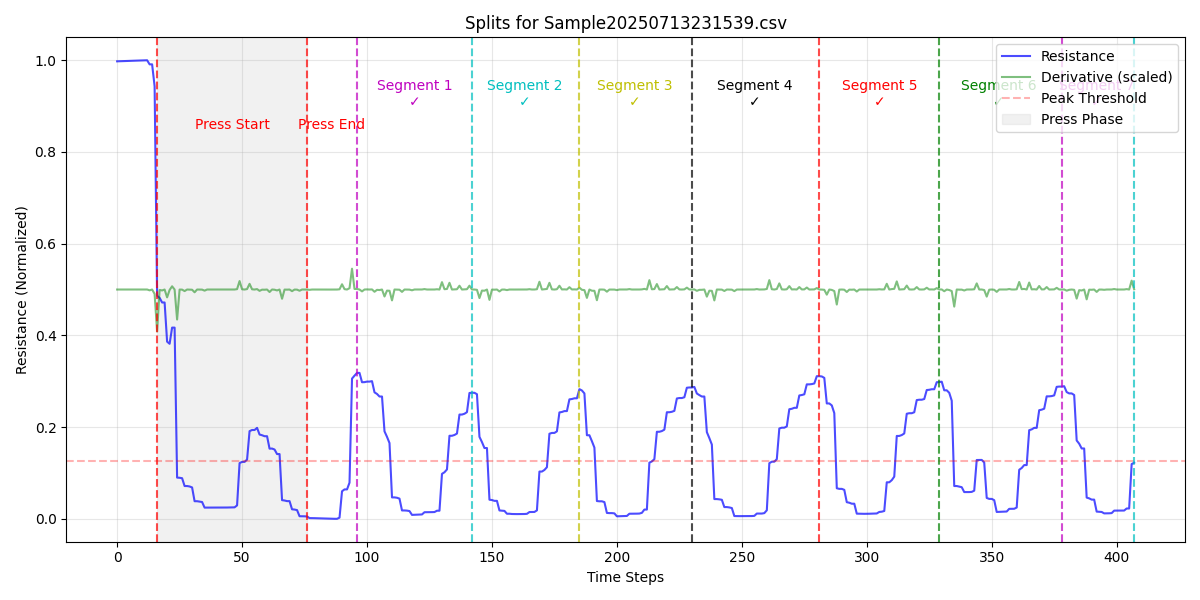 Splits for Sample20250713231539.csv
Resistance (Normalized)
1.0
0.8
0.6
0.4
0.2
0.0
Press Start
Press End
Segment 1
✓
Segment 2
✓
Segment 3
✓
Segment 4
✓
Segment 5
✓
Segment 6
✓
Segment 7
Resistance
Derivative (scaled)
Peak Threshold
Press Phase
0
50
100
150
200
250
300
350
400
Time Steps